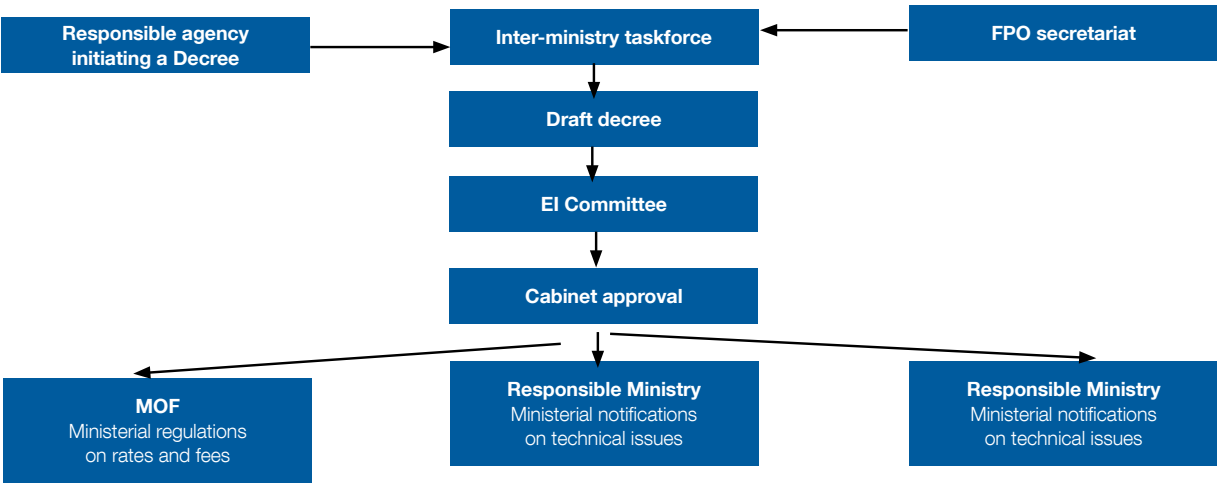 Responsible agency
initiating a Decree
Inter-ministry taskforce
FPO secretariat
Draft decree
EI Committee
Cabinet approval
MOF
Ministerial regulations
on rates and fees
Responsible Ministry
Ministerial notifications
on technical issues
Responsible Ministry
Ministerial notifications
on technical issues